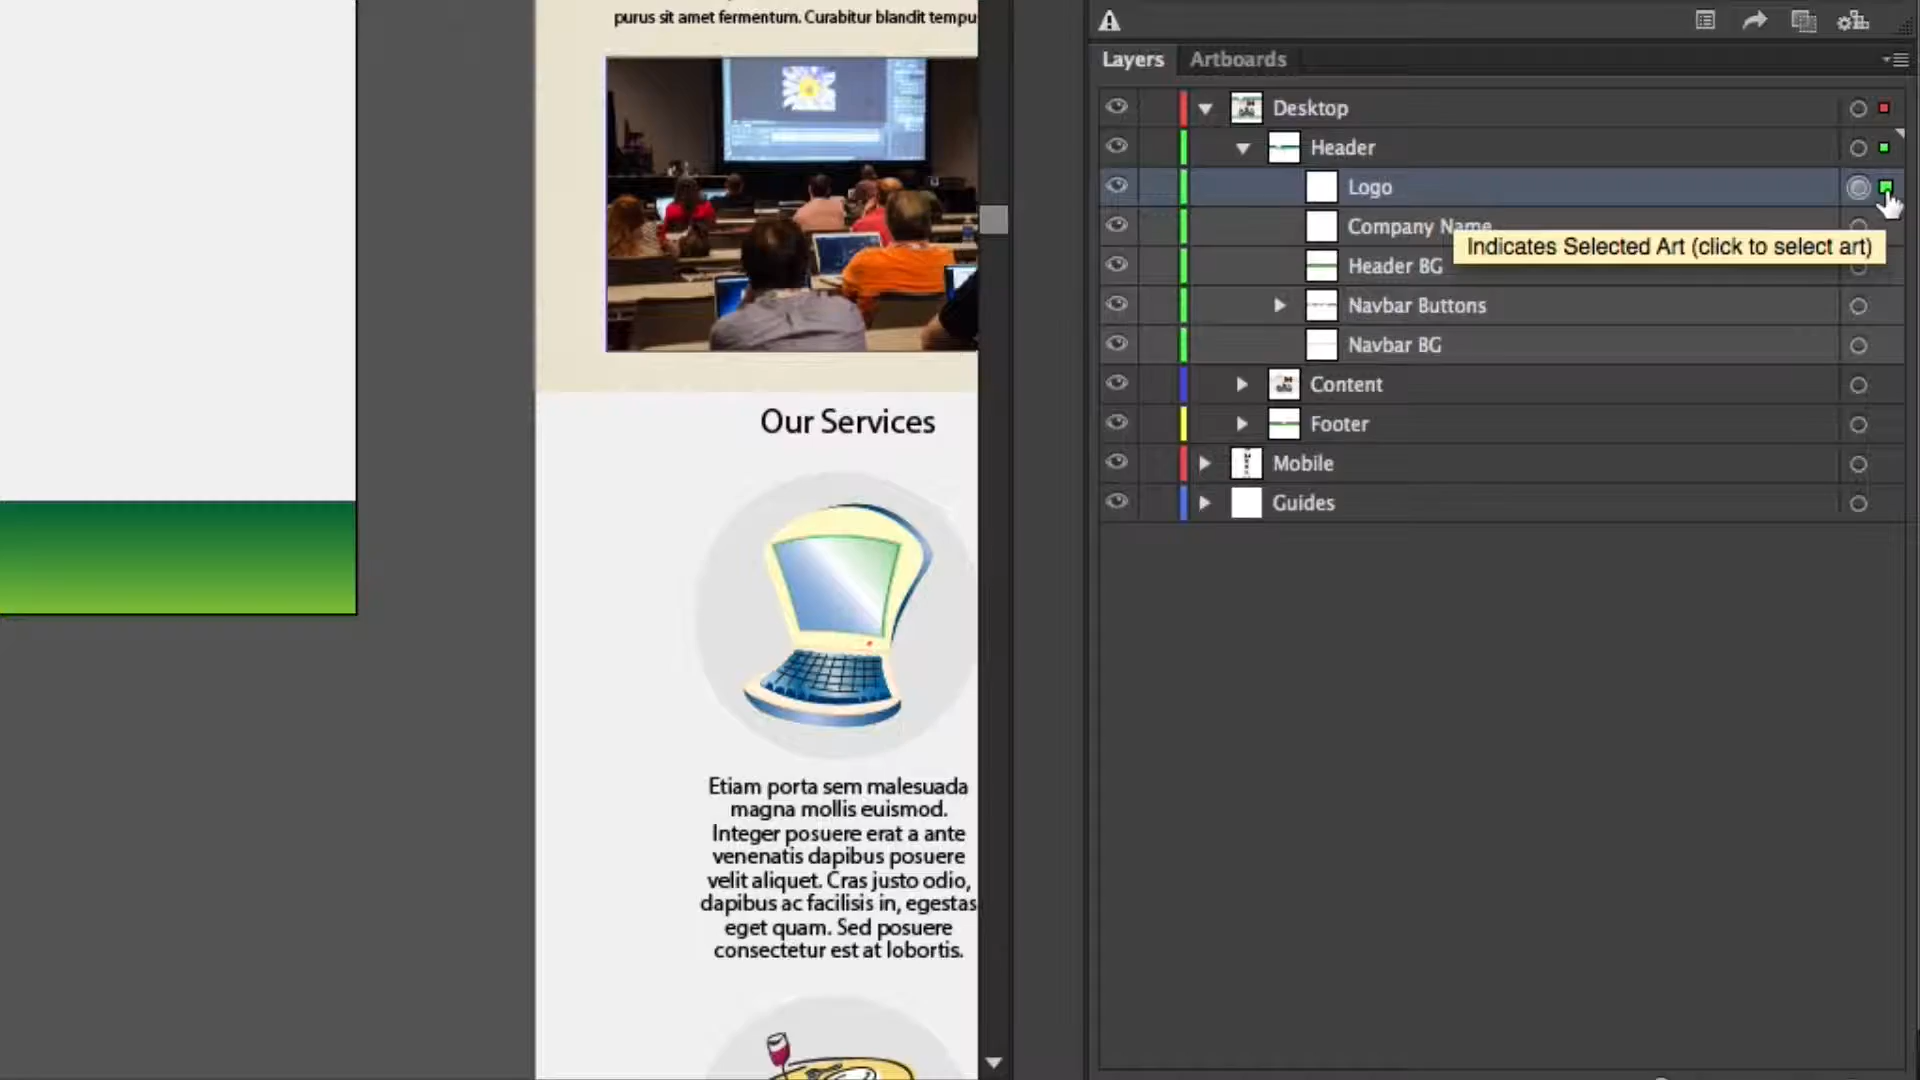 purus sit amet fermentum. Curabitur blandit tempu
Our Services
Etiam porta sem malesuada
magna mollis euismod.
Integer posuere erat a ante
venenatis dapibus posuere
velit aliquet. Cras justo odio,
dapibus ac facilisis in, egestas
eget quam. Sed posuere
consectetur est at lobortis.
Layers
Artboards
Desktop
Header
Logo
Company Name
Indicates Selected Art (click to select art)
Header BG
Navbar Buttons
Navbar BG
Content
Footer
Mobile
Guides